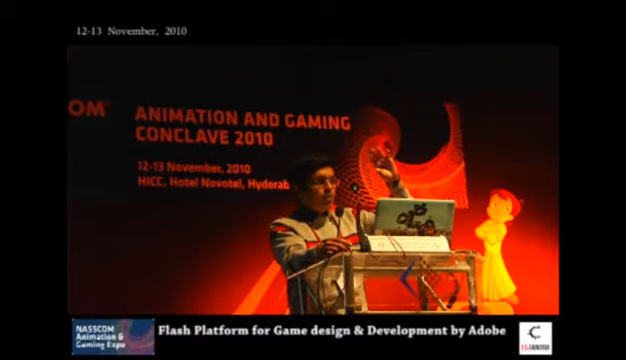 12-13 November, 2010
OM
ANIMATION AND GAMING
CONCLAVE 2010
12-13 November, 2010
HICC, Hotel Novotel, Hyderab
NASSCOM
Animation &
Gaming Expo
Flash Platform for Game design & Development by Adobe